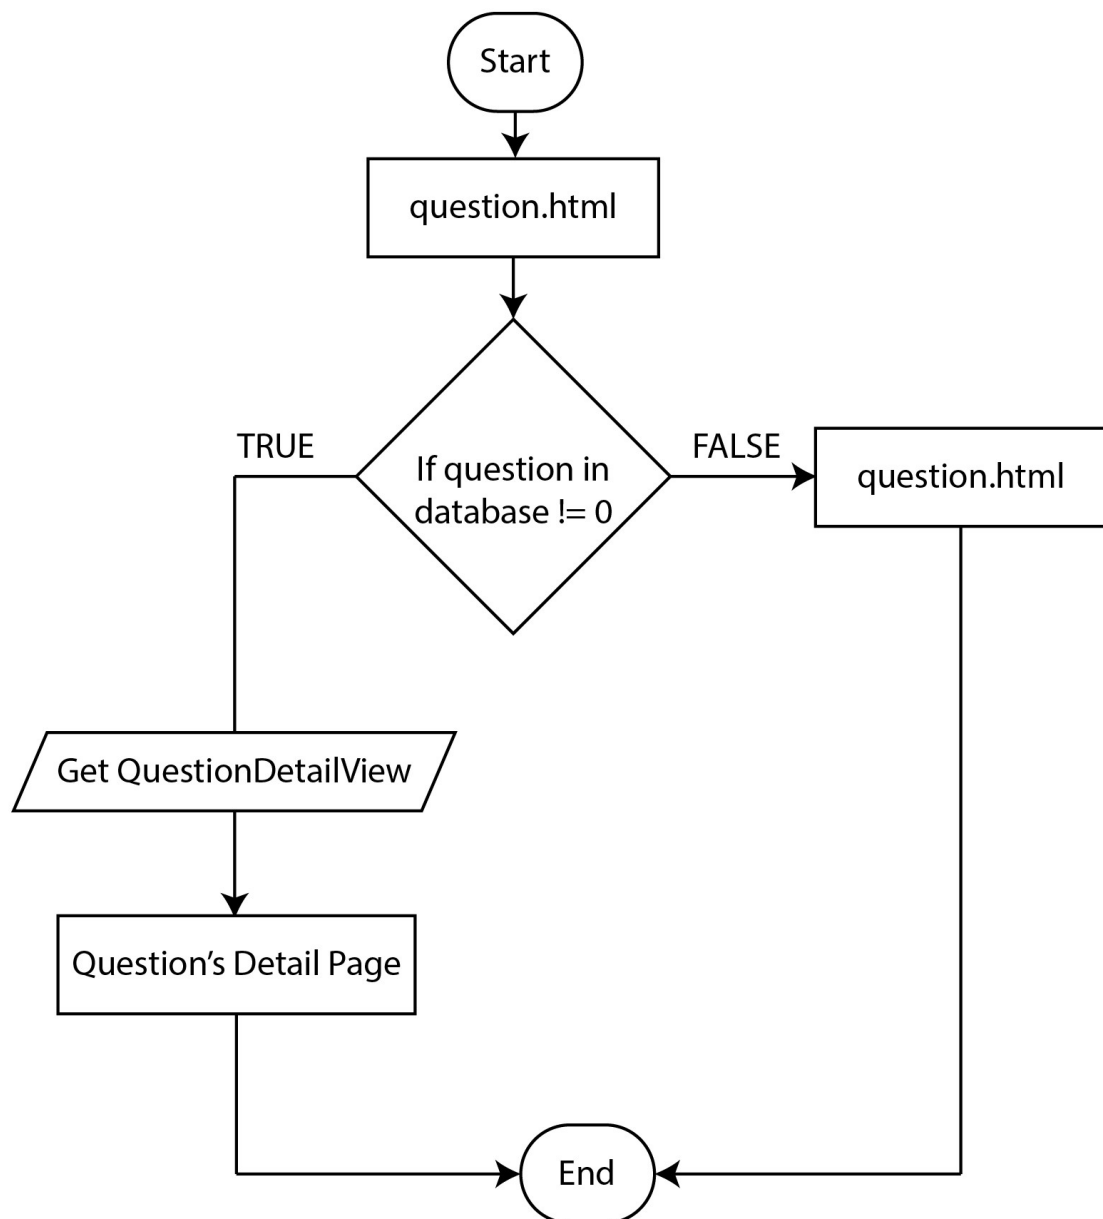 Start
question.html
TRUE
FALSE
If question in
database != 0
question.html
Get QuestionDetailView
Question’s Detail Page
End